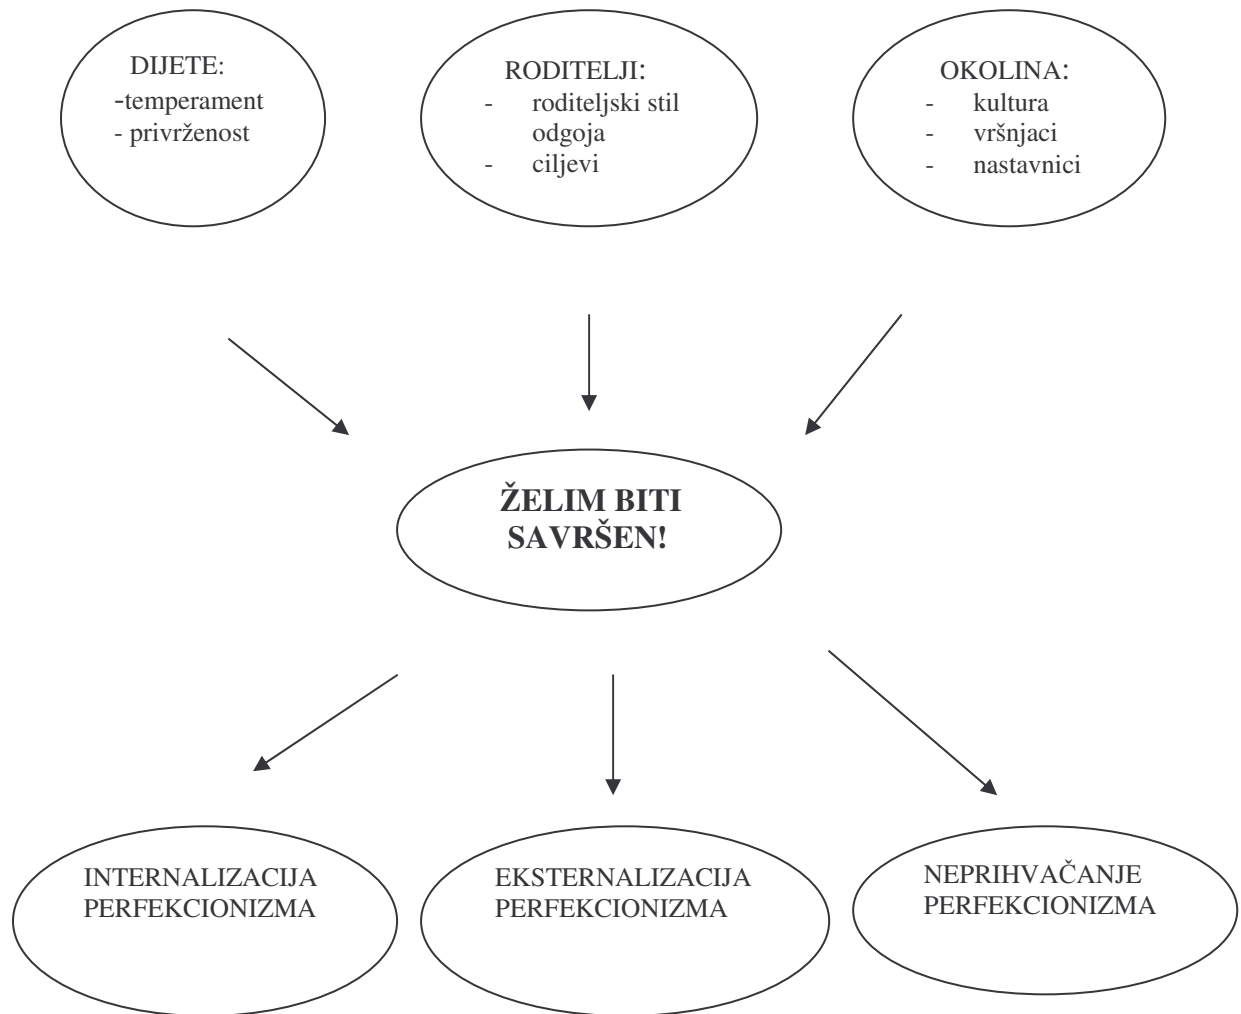 DIJETE:
-temperament
- privrženost
RODITELJI:
- roditeljski stil
odgoja
- ciljevi
OKOLINA:
- kultura
- vršnjaci
- nastavnici
ŽELIM BITI
SAVRŠEN!
INTERNALIZACIJA
PERFEKCIONIZMA
EKSTERNALIZACIJA
PERFEKCIONIZMA
NEPRIHVAČANJE
PERFEKCIONIZMA